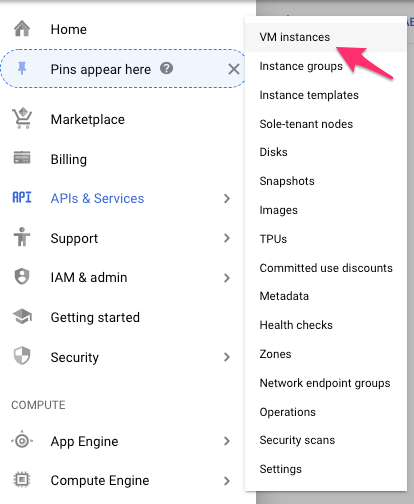 Home
Pins appear here
Marketplace
Billing
API APIs & Services
Support
IAM & admin
Getting started
Security
COMPUTE
App Engine
Compute Engine
VM instances
Instance groups
Instance templates
Sole-tenant nodes
Disks
Snapshots
Images
TPUs
Committed use discounts
Metadata
Health checks
Zones
Network endpoint groups
Operations
Security scans
Settings